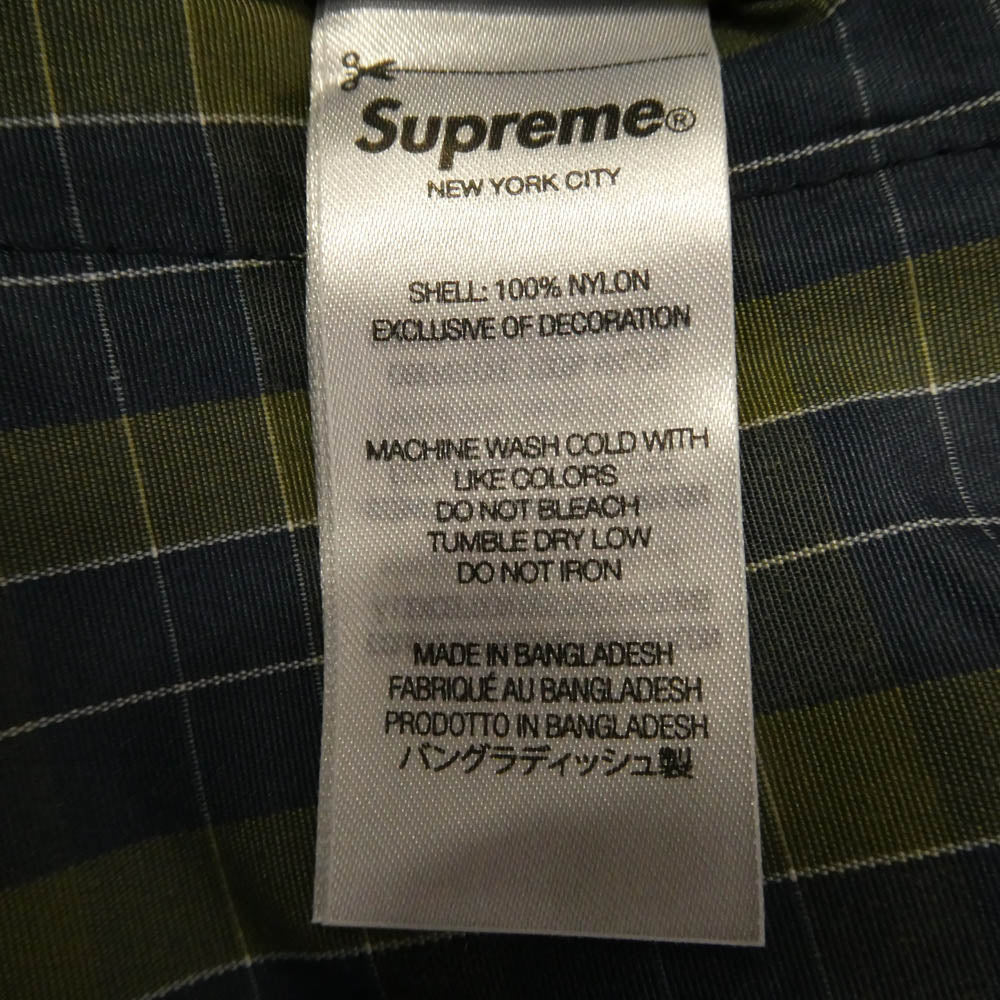 Supreme®
NEW YORK CITY
SHELL: 100% NYLON
EXCLUSIVE OF DECORATION
MACHINE WASH COLD WITH
LIKE COLORS
DO NOT BLEACH
TUMBLE DRY LOW
DO NOT IRON
MADE IN BANGLADESH
FABRIQUÉ AU BANGLADESH
PRODOTTO IN BANGLADESH
バングラディッシュ製